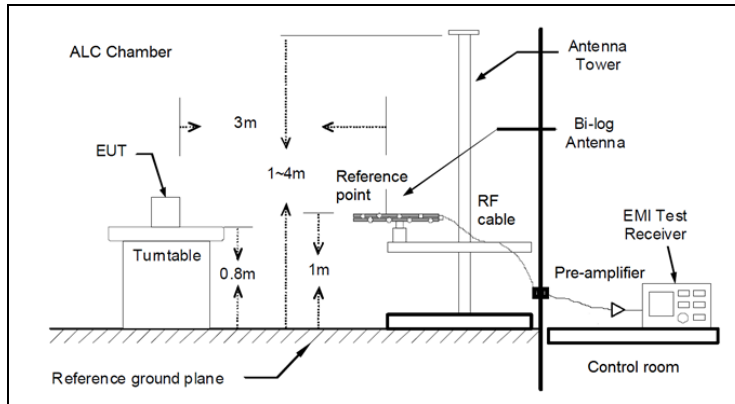 ALC Chamber
Antenna
Tower
3m
Bi-log
Antenna
EUT
1~4m
Reference
point
RF
cable
EMI Test
Receiver
Turntable
0.8m
1m
Pre-amplifier
Control room
Reference ground plane